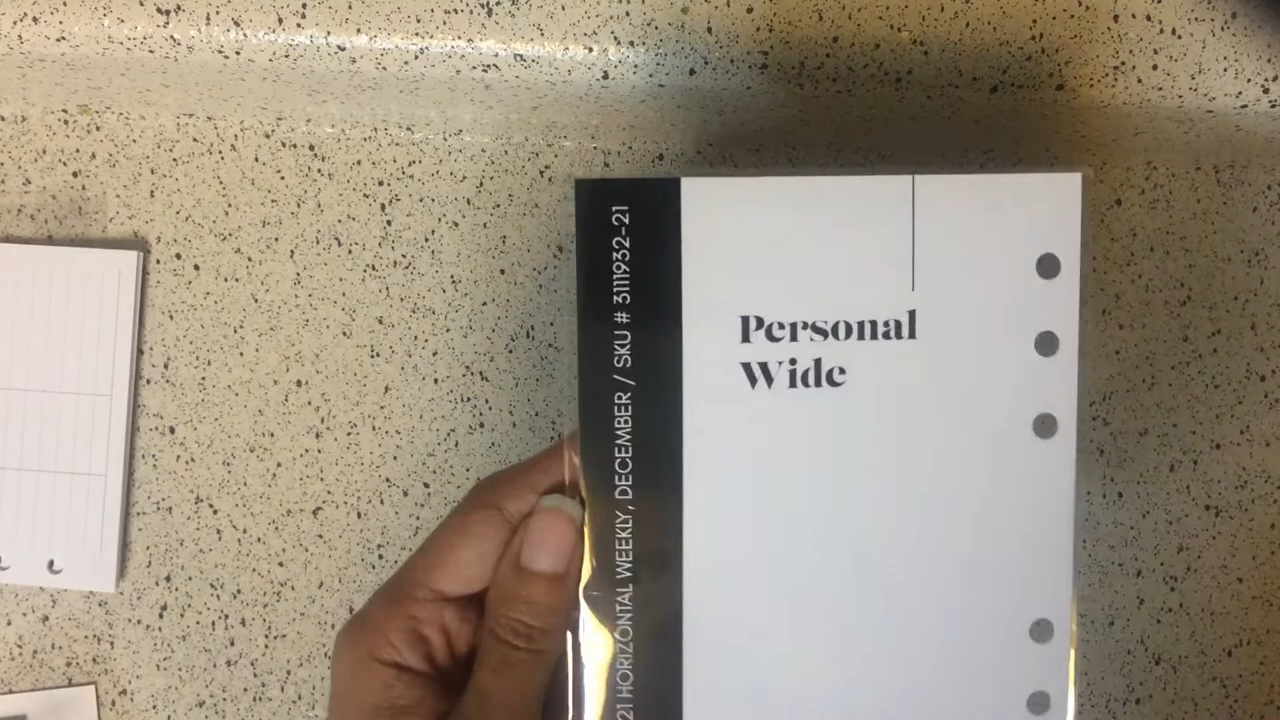 21 HORIZONTAL WEEKLY, DECEMBER / SKU # 3111932-21
Personal
Wide